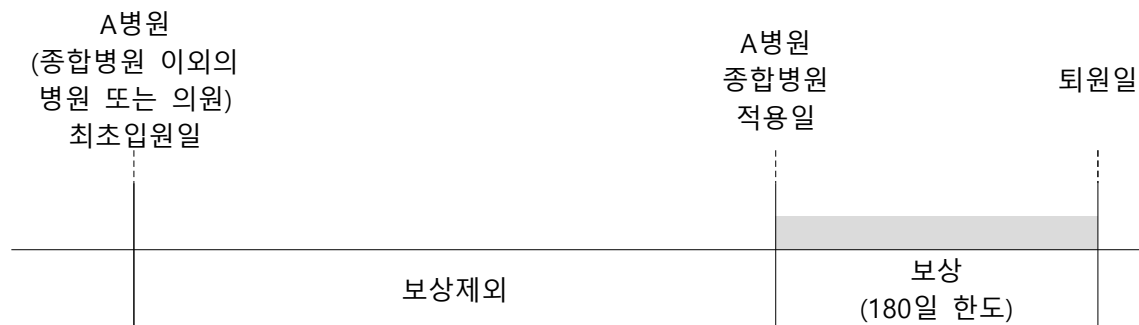 A병원
(종합병원 이외의
병원 또는 의원)
최초입원일
A병원
종합병원
적용일
퇴원일
보상제외
보상
(180일 한도)